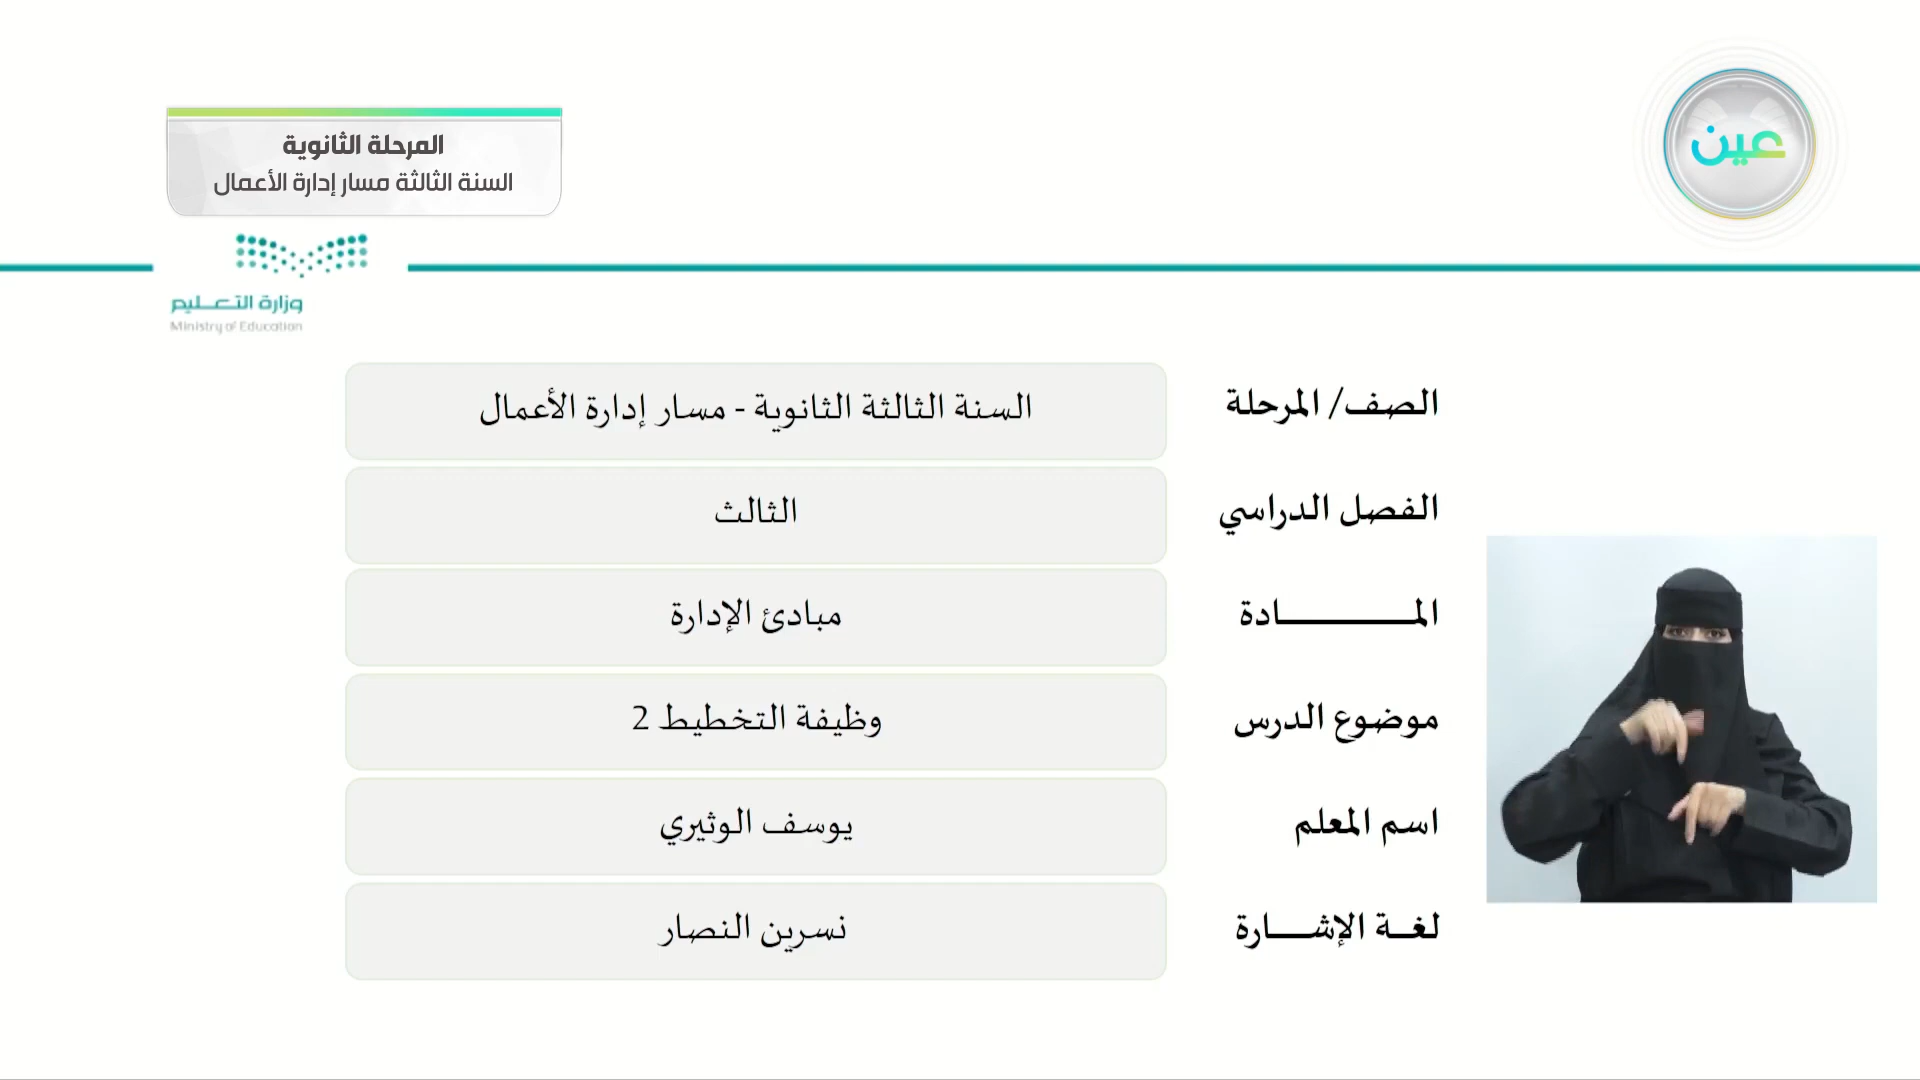 المرحلة الثانوية
السنة الثالثة مسار إدارة الأعمال
عين
وزارة التعليم
Ministry of Education
الصف/ المرحلة
السنة الثالثة الثانوية - مسار إدارة الأعمال
الفصل الدراسي
الثالث
المـــــــــادة
مبادئ الإدارة
موضوع الدرس
وظيفة التخطيط 2
اسم المعلم
يوسف الوثيري
لغـة الإشــــارة
نسرين النصار